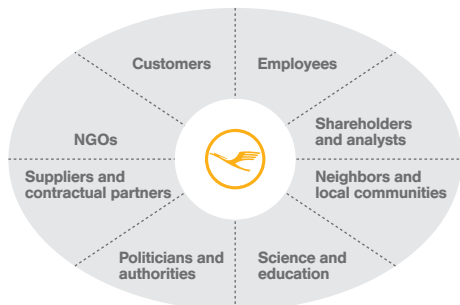 Customers
Employees
NGOs
Shareholders
and analysts
Suppliers and
contractual partners
Neighbors and
local communities
Politicians and
authorities
Science and
education